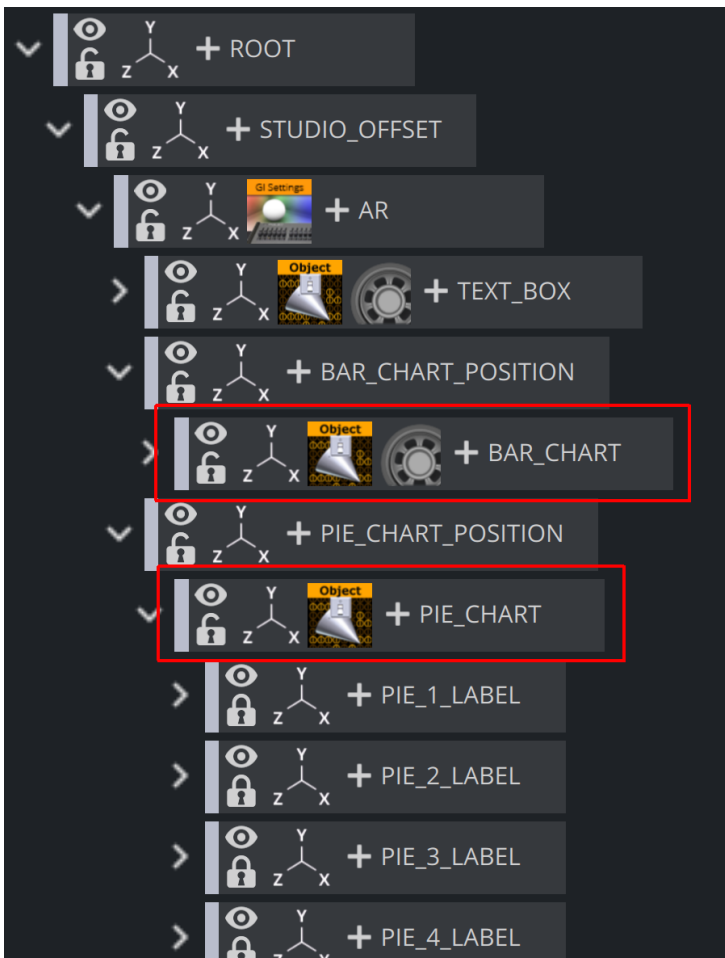 Y
Z X
+ ROOT
Y
Z X
+ STUDIO_OFFSET
Y
Z X
GI Settings
+ AR
Y
Z X
Object
+ TEXT_BOX
Y
Z X
+ BAR_CHART_POSITION
Y
Z X
Object
+ BAR_CHART
Y
Z X
+ PIE_CHART_POSITION
Y
Z X
Object
+ PIE_CHART
Y
Z X
+ PIE_1_LABEL
Y
Z X
+ PIE_2_LABEL
Y
Z X
+ PIE_3_LABEL
Y
Z X
+ PIE_4_LABEL